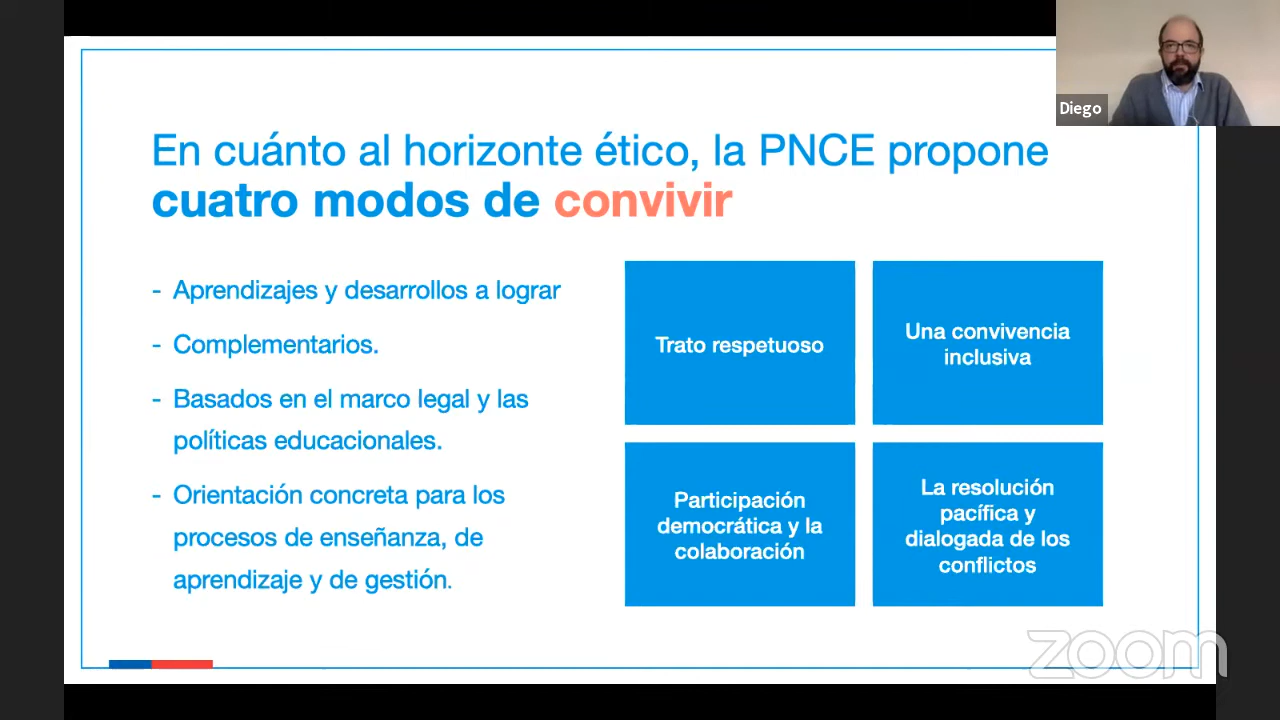 Diego
En cuánto al horizonte ético, la PNCE propone
cuatro modos de convivir
- Aprendizajes y desarrollos a lograr
- Complementarios.
- Basados en el marco legal y las
políticas educacionales.
- Orientación concreta para los
procesos de enseñanza, de
aprendizaje y de gestión.
Trato respetuoso
Una convivencia
inclusiva
Participación
democrática y la
colaboración
La resolución
pacífica y
dialogada de los
conflictos
zoom